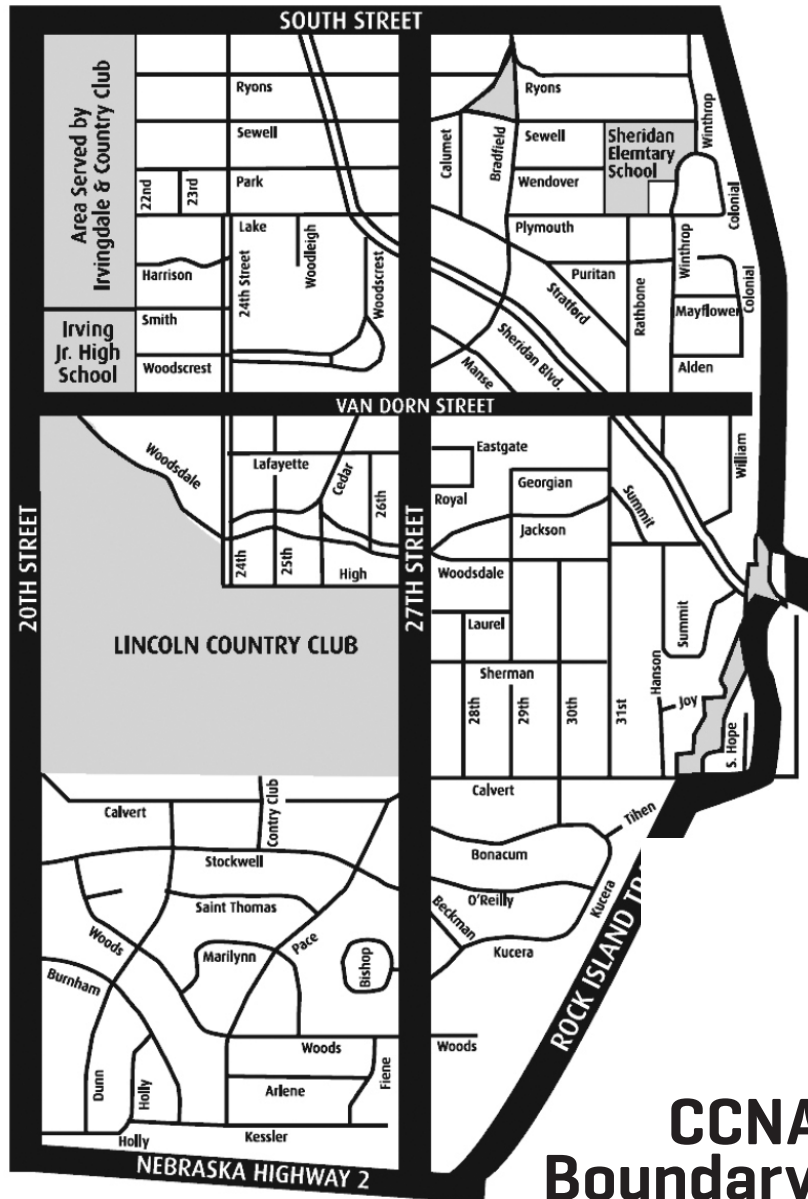 SOUTH STREET
Area Served by
Irvingdale & Country Club
Ryons
Ryons
Sewell
Sewell
Sheridan
Elemtary
School
Winthrop
Calumet
Bradfield
22nd
23rd
Park
Wendover
Colonial
Lake
Plymouth
24th Street
Woodleigh
Woodscrest
Harrison
Puritan
Stratford
Rathbone
Winthrop
Colonial
Irving
Jr. High
School
Smith
Mayflower
Sheridan Blvd.
Woodscrest
Manse
Alden
VAN DORN STREET
Woodsdale
Lafayette
Cedar
26th
Eastgate
William
Royal
Georgian
Summit
Jackson
20TH STREET
27TH STREET
24th
25th
High
Woodsdale
Laurel
Summit
LINCOLN COUNTRY CLUB
Sherman
28th
29th
30th
31st
Hanson
Joy
S. Hope
Calvert
Calvert
Contry Club
Tihen
Stockwell
Bonacum
Saint Thomas
O'Reilly
Beckman
Kucera
Kucera
Woods
Marilynn
Pace
Bishop
Burnham
ROCK ISLAND
Woods
Woods
Dunn
Holly
Arlene
Fiene
Holly
Kessler
NEBRASKA HIGHWAY 2
CCNA
Boundary